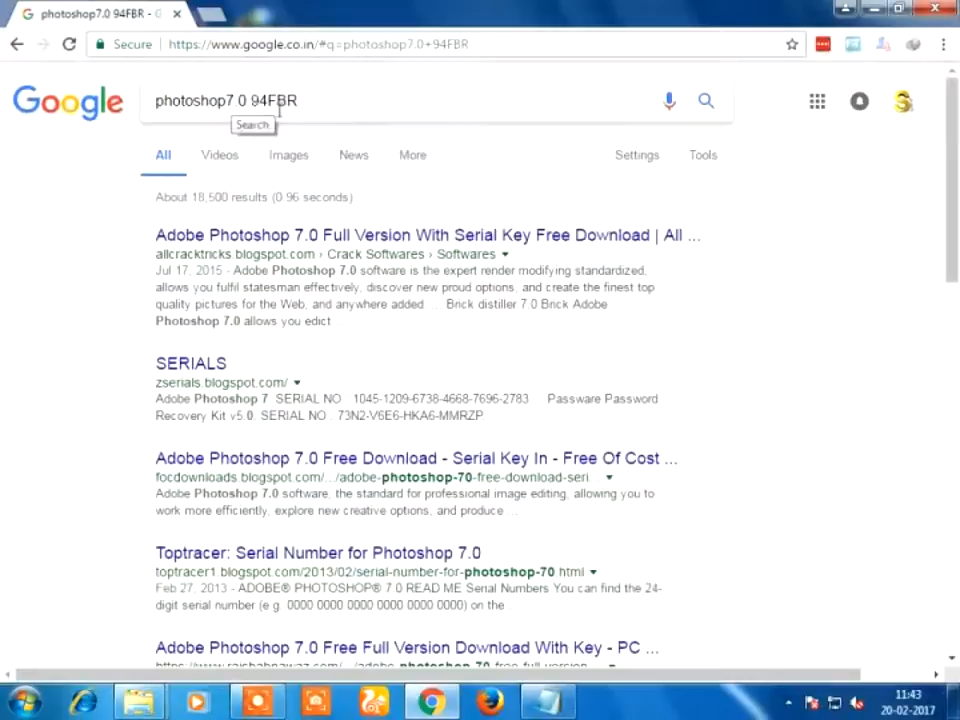 photoshop7.0 94FBR - G
Secure
https://www.google.co.in/#q=photoshop7.0+94FBR
Google
photoshop7.0 94FBR
Search
All Videos Images News More Settings Tools
About 18,500 results (0.96 seconds)
Adobe Photoshop 7.0 Full Version With Serial Key Free Download | All ...
allcracktricks.blogspot.com › Crack Softwares › Softwares
Jul 17, 2015 - Adobe Photoshop 7.0 software is the expert render modifying standardized,
allows you fulfil statesman effectively, discover new proud options, and create the finest top
quality pictures for the Web, and anywhere added ... Brick distiller 7.0 Brick Adobe
Photoshop 7.0 allows you edict
SERIALS
zserials.blogspot.com/
Adobe Photoshop 7 SERIAL NO : 1045-1209-6738-4668-7696-2783 Passware Password
Recovery Kit v5.0. SERIAL NO : 73N2-V6E6-HKA6-MMRZP
Adobe Photoshop 7.0 Free Download - Serial Key In - Free Of Cost ...
focdownloads.blogspot.com/.../adobe-photoshop-70-free-download-seri...
Adobe Photoshop 7.0 software, the standard for professional image editing, allowing you to
work more efficiently, explore new creative options, and produce ...
Toptracer: Serial Number for Photoshop 7.0
toptracer1.blogspot.com/2013/02/serial-number-for-photoshop-70.html
Feb 27, 2013 - ADOBE® PHOTOSHOP® 7.0 READ ME Serial Numbers You can find the 24-
digit serial number (e.g. 0000 0000 0000 0000 0000 0000) on the
Adobe Photoshop 7.0 Free Full Version Download With Key - PC ...
11:43
20-02-2017